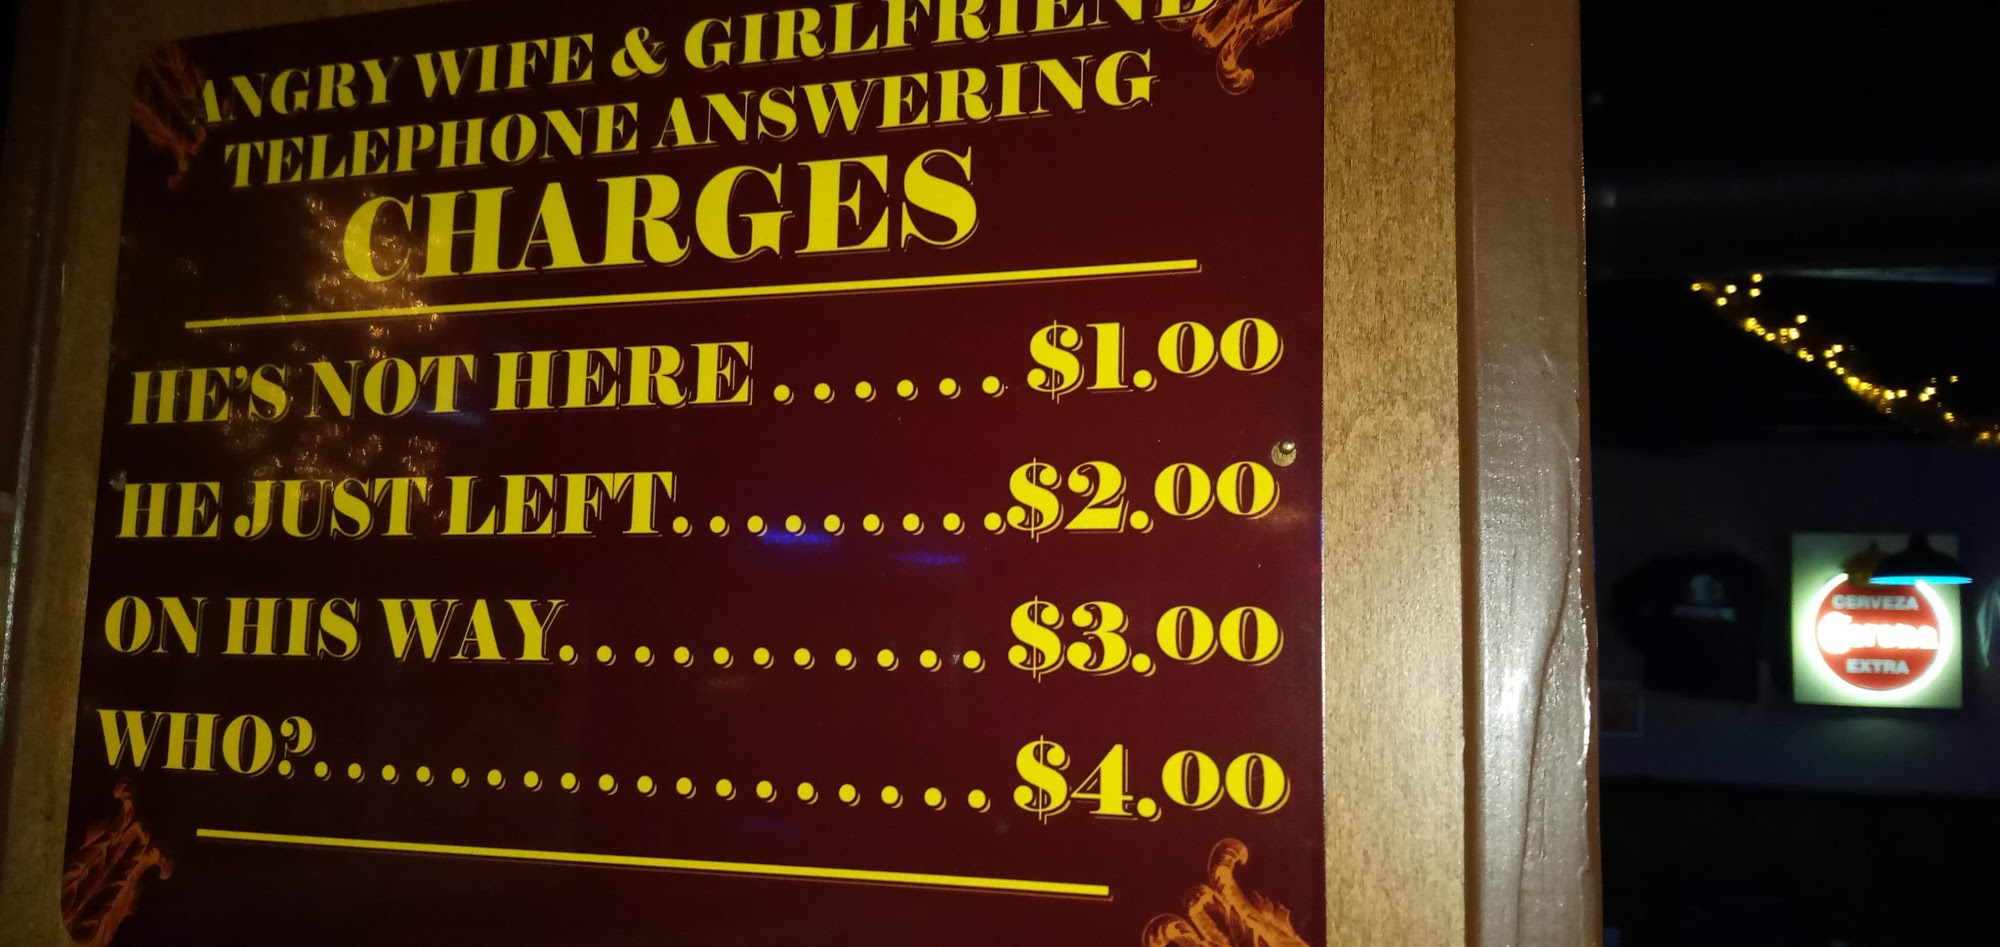 ANGRY WIFE & GIRLFRIEND
TELEPHONE ANSWERING
CHARGES
HE'S NOT HERE......$1.00
HE JUST LEFT.........$2.00
ON HIS WAY............$3.00
WHO?...................$4.00
CERVEZA
Corona
EXTRA